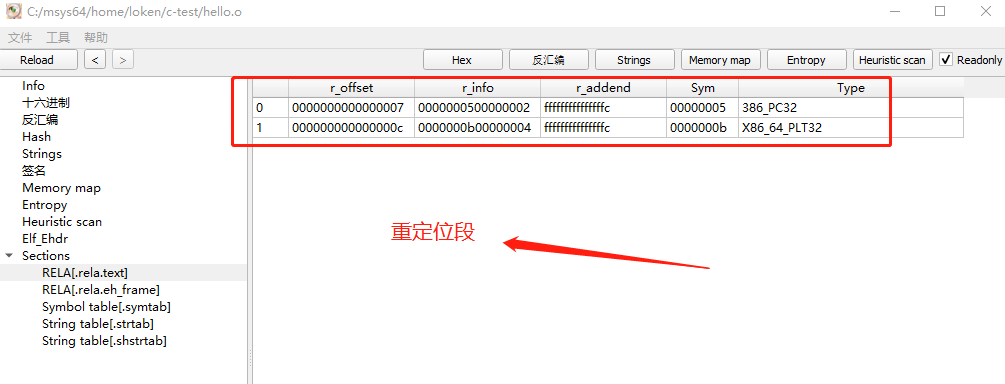 C:/msys64/home/loken/c-test/hello.o
文件 工具 帮助
Reload < > Hex 反汇编 Strings Memory map Entropy Heuristic scan Readonly
Info
十六进制
反汇编
Hash
Strings
签名
Memory map
Entropy
Heuristic scan
Elf_Ehdr
Sections
RELA[.rela.text]
RELA[.rela.eh_frame]
Symbol table[.symtab]
String table[.strtab]
String table[.shstrtab]
r_offset r_info r_addend Sym Type
0 0000000000000007 0000000500000002 fffffffffffffffc 00000005 386_PC32
1 000000000000000c 0000000b00000004 fffffffffffffffc 0000000b X86_64_PLT32
重定位段